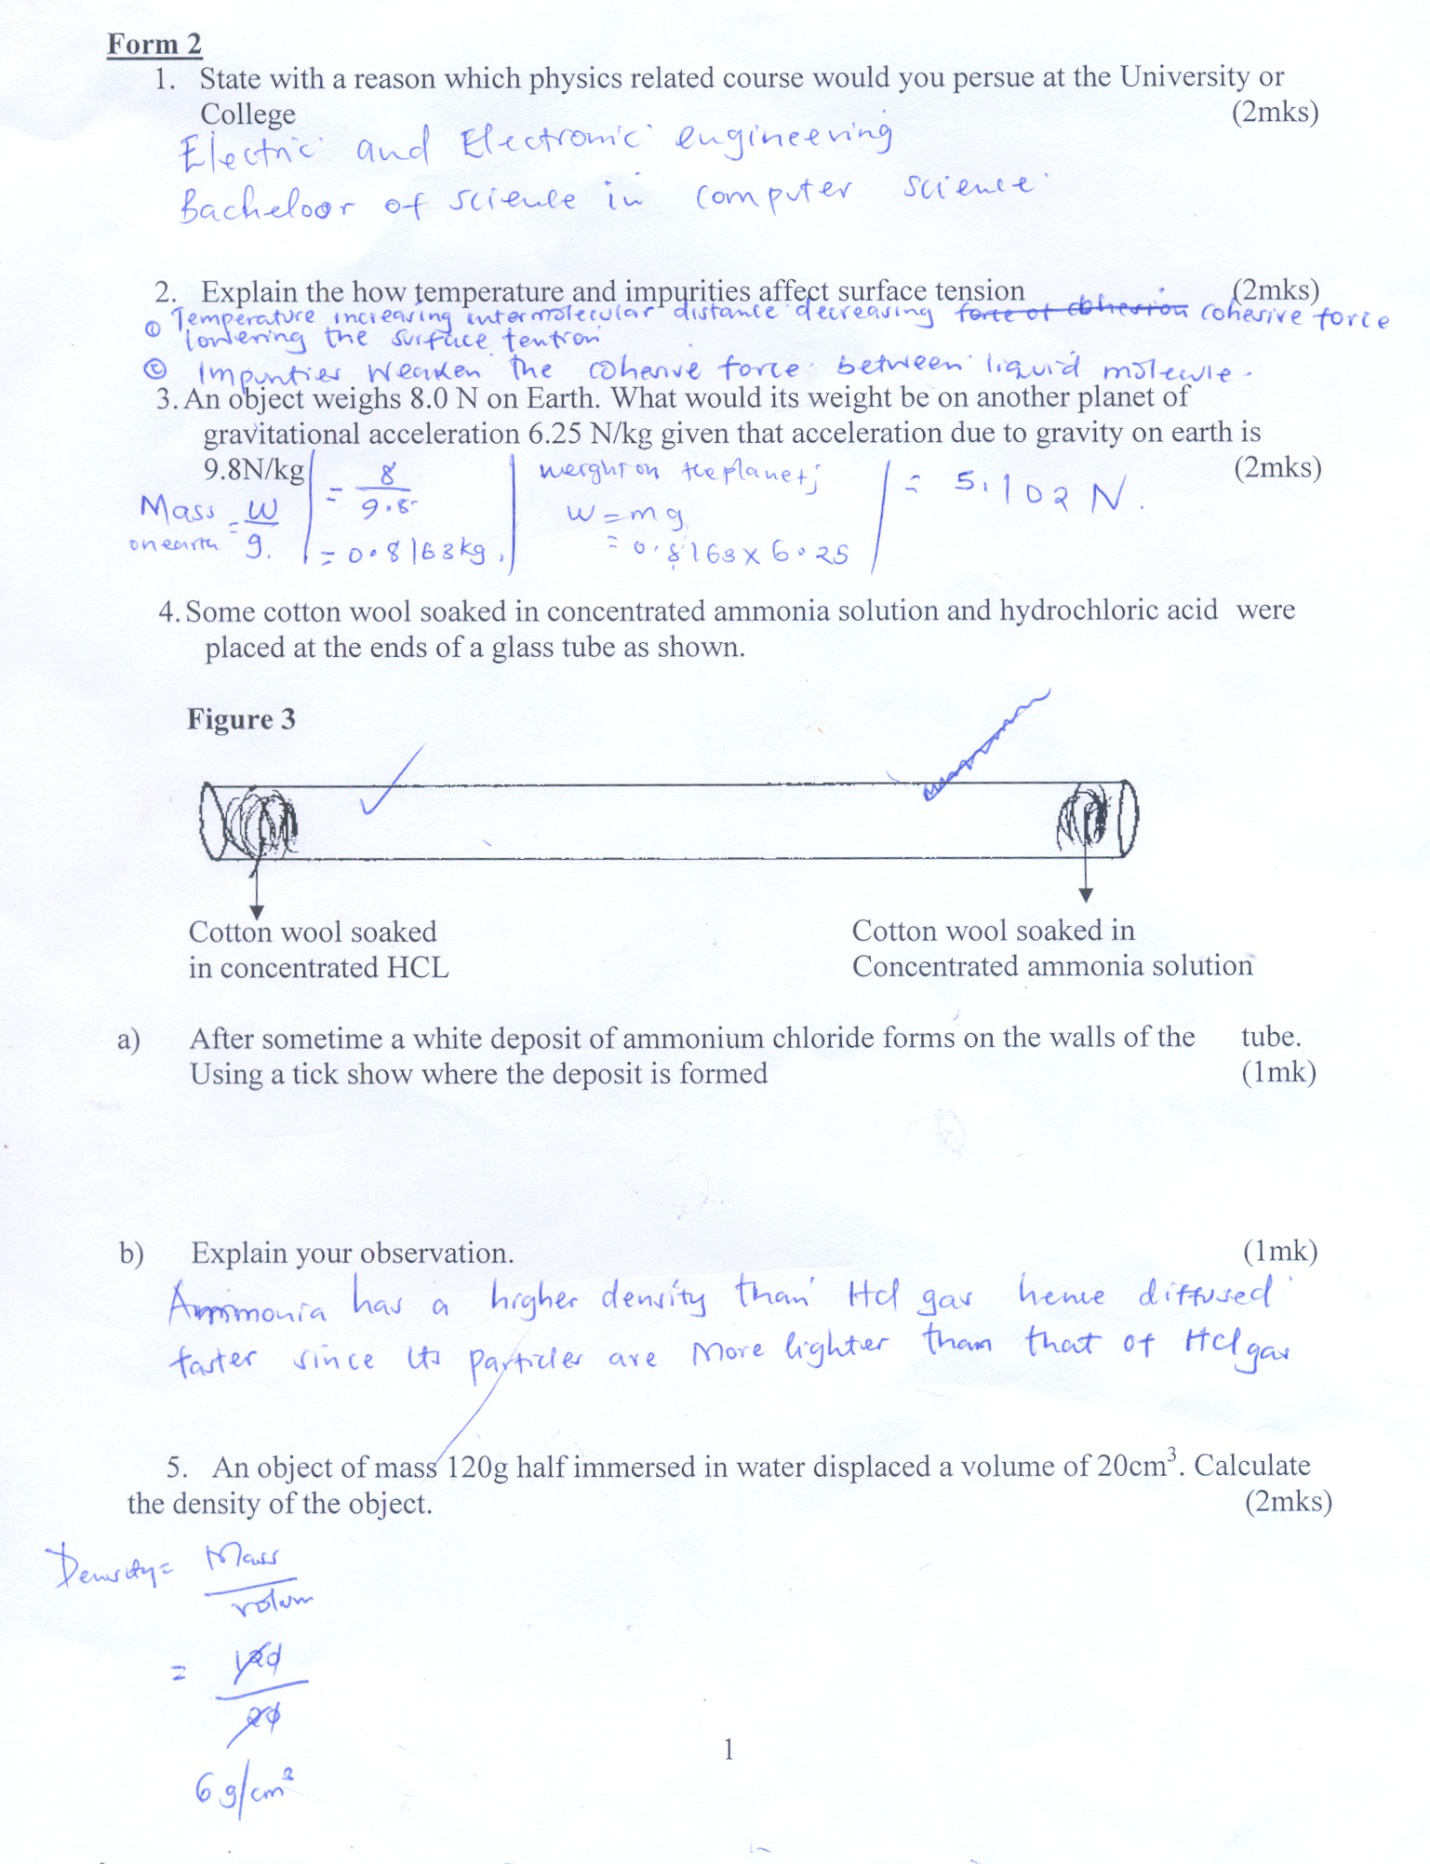 Form 2
1. State with a reason which physics related course would you persue at the University or
College (2mks)
Electric and Electronic engineering
Bacheloor of science in computer science.
2. Explain the how temperature and impurities affect surface tension (2mks)
① Temperature increasing intermolecular distance decreasing force of cohesion cohesive force
lowering the surface tention
② Impurities weaken the cohesive force between liquid molecule.
3. An object weighs 8.0 N on Earth. What would its weight be on another planet of
gravitational acceleration 6.25 N/kg given that acceleration due to gravity on earth is
9.8N/kg (2mks)
Mass on earth = w/g.
= 8/9.8
= 0.8163kg.
weight on the planet;
w = mg
= 0.8163 x 6.25
= 5.102 N.
4. Some cotton wool soaked in concentrated ammonia solution and hydrochloric acid were
placed at the ends of a glass tube as shown.
Figure 3
Cotton wool soaked
in concentrated HCL
Cotton wool soaked in
Concentrated ammonia solution
a) After sometime a white deposit of ammonium chloride forms on the walls of the tube.
Using a tick show where the deposit is formed (1mk)
b) Explain your observation. (1mk)
Ammonia has a higher density than Hcl gas hence diffused
faster since its particles are more lighter than that of Hcl gas
5. An object of mass 120g half immersed in water displaced a volume of 20cm³. Calculate
the density of the object. (2mks)
Density = Mass
volum
= 120
20
6 g/cm³
1